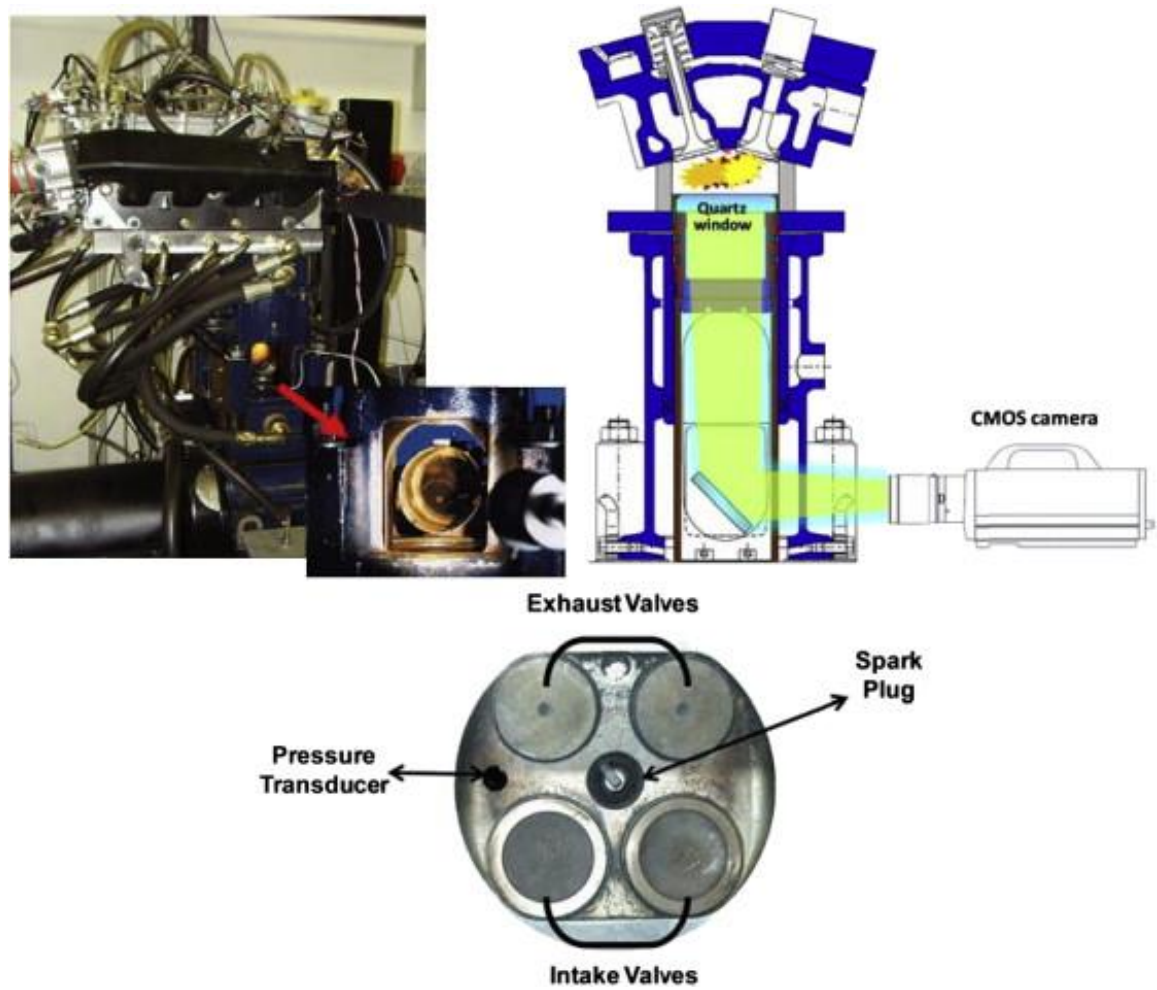 Quartz
window
CMOS camera
Exhaust Valves
Spark
Plug
Pressure
Transducer
Intake Valves